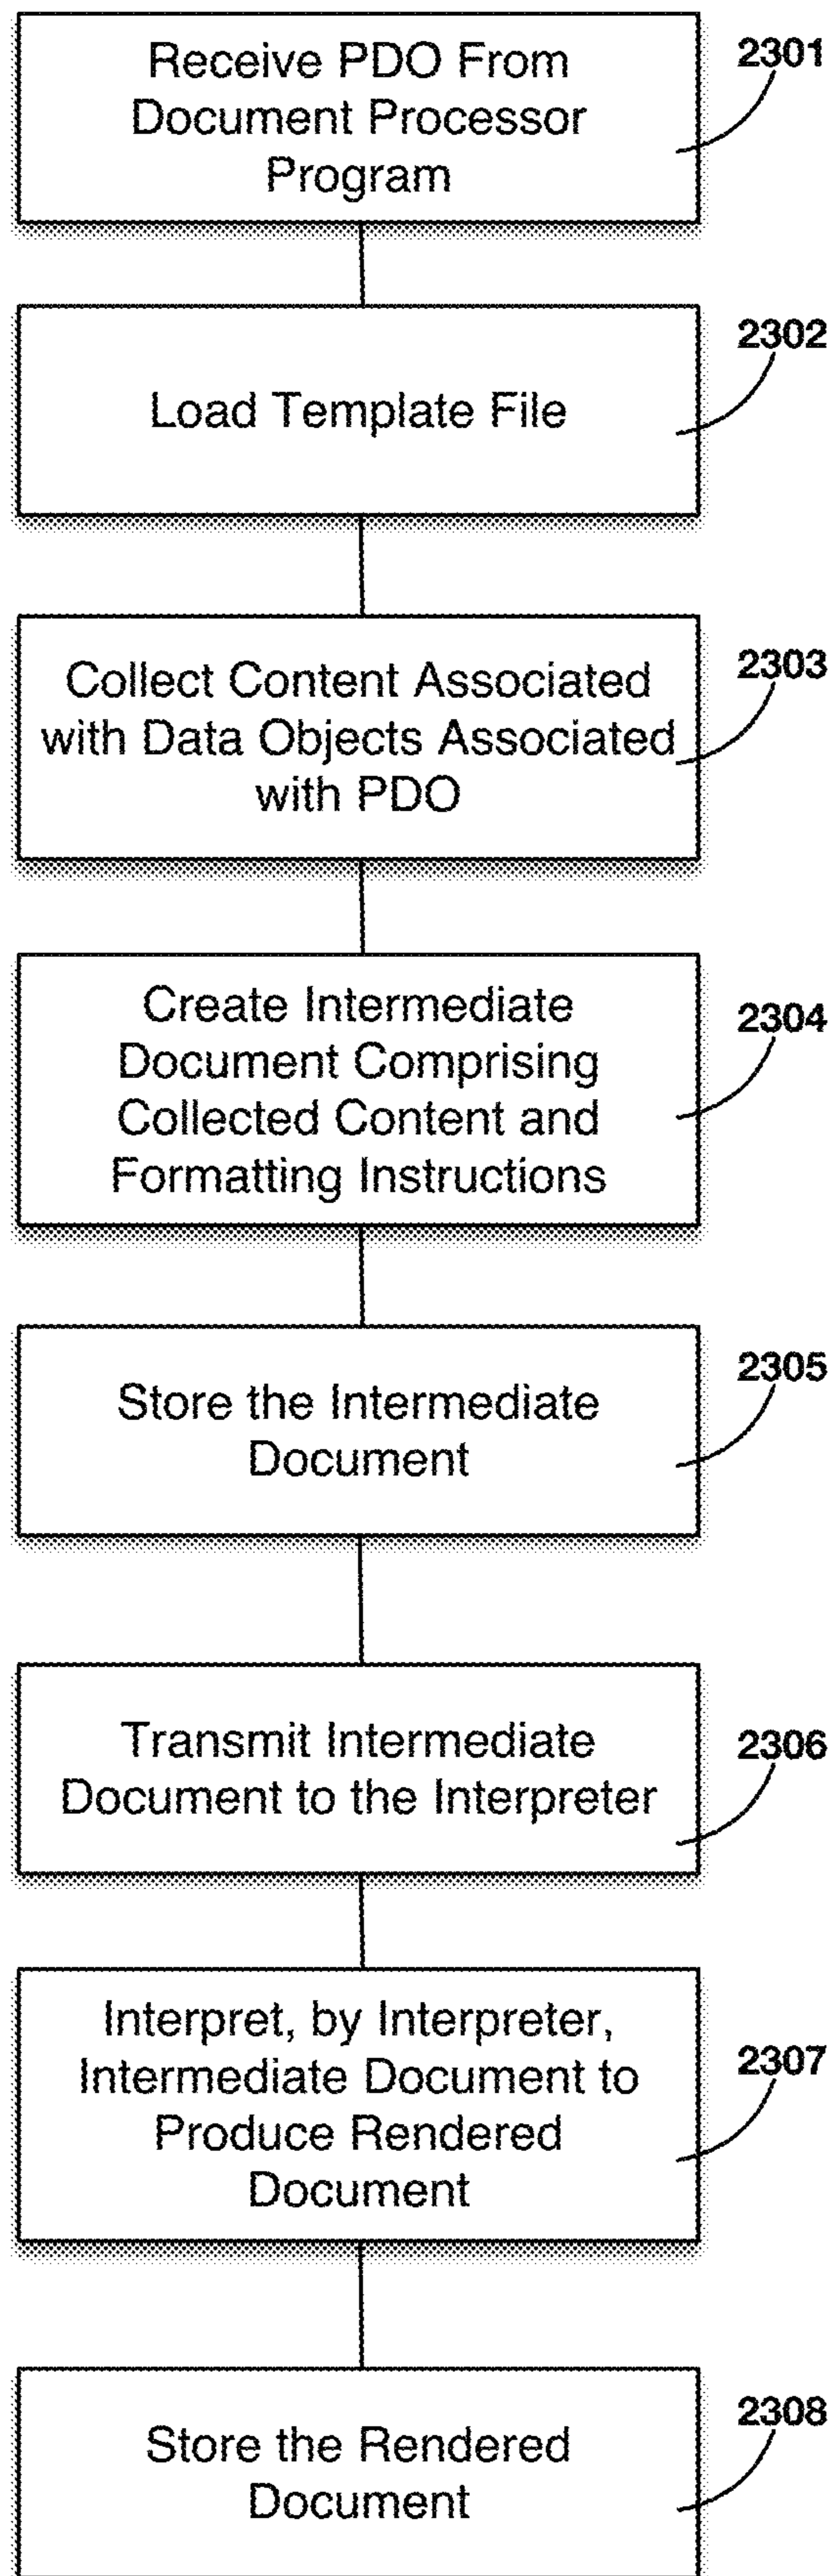 Receive PDO From
Document Processor
Program
2301
Load Template File
2302
Collect Content Associated
with Data Objects Associated
with PDO
2303
Create Intermediate
Document Comprising
Collected Content and
Formatting Instructions
2304
Store the Intermediate
Document
2305
Transmit Intermediate
Document to the Interpreter
2306
Interpret, by Interpreter,
Intermediate Document to
Produce Rendered
Document
2307
Store the Rendered
Document
2308